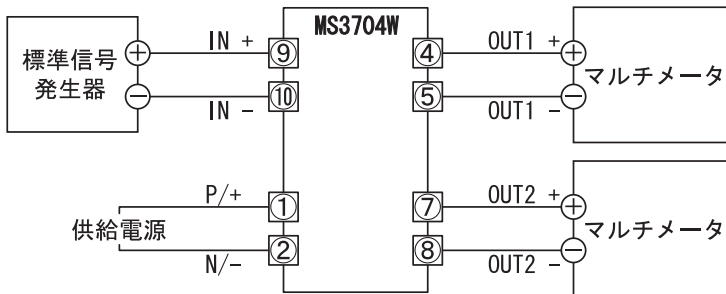 MS3704W
標準信号
発生器
+
−
IN +
IN −
⑨
⑩
④
⑤
OUT1 +
OUT1 −
+
−
マルチメータ
供給電源
P/+
N/−
①
②
⑦
⑧
OUT2 +
OUT2 −
+
−
マルチメータ